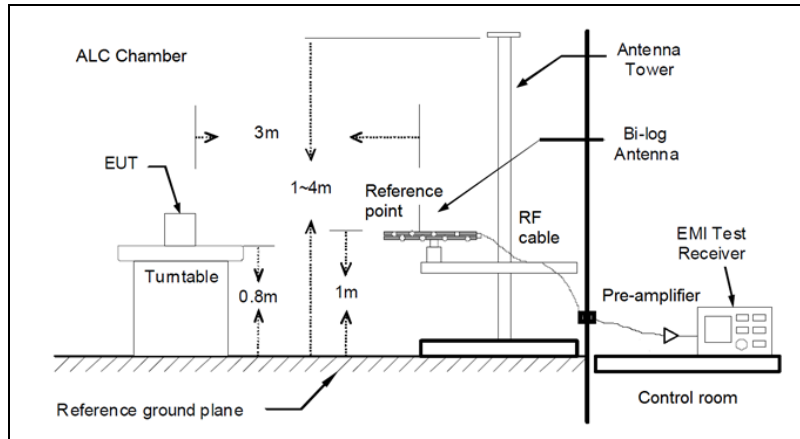 ALC Chamber
Antenna
Tower
3m
Bi-log
Antenna
EUT
1~4m
Reference
point
RF
cable
EMI Test
Receiver
Turntable
0.8m
1m
Pre-amplifier
Reference ground plane
Control room